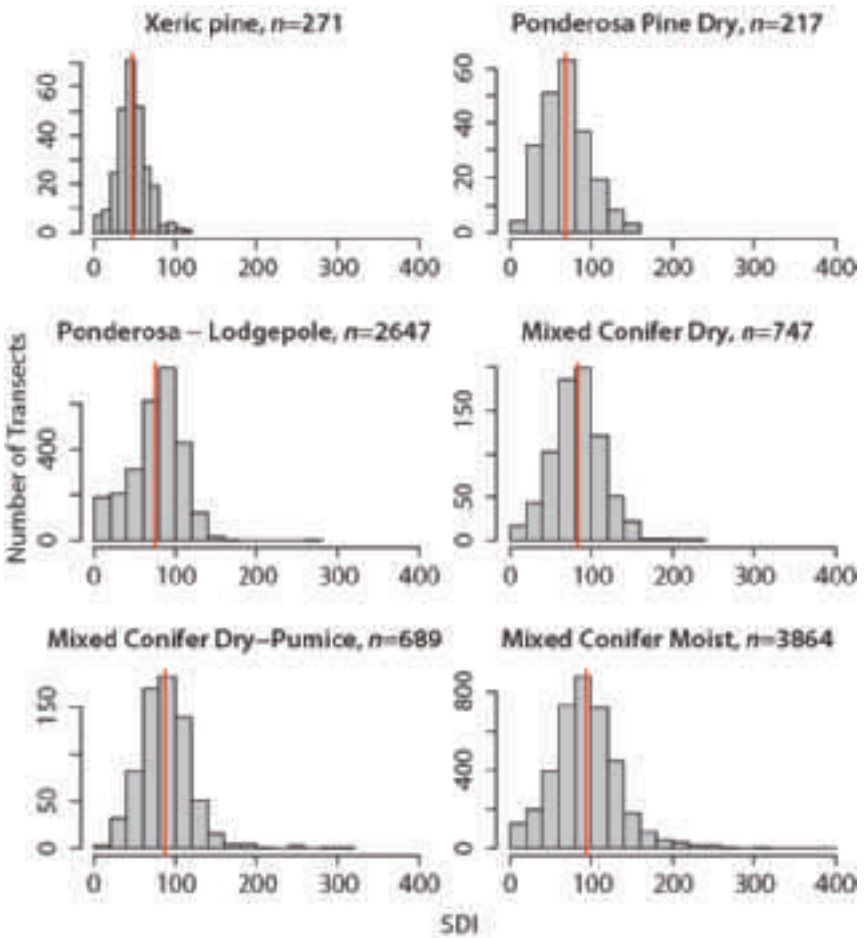 Xeric pine, n=271
60
40
20
0
0 100 200 300 400
Ponderosa Pine Dry, n=217
60
40
20
0
0 100 200 300 400
Number of Transects
Ponderosa – Lodgepole, n=2647
400
0
0 100 200 300 400
Mixed Conifer Dry, n=747
150
50
0
0 100 200 300 400
Mixed Conifer Dry–Pumice, n=689
150
50
0
0 100 200 300 400
Mixed Conifer Moist, n=3864
800
400
0
0 100 200 300 400
SDI